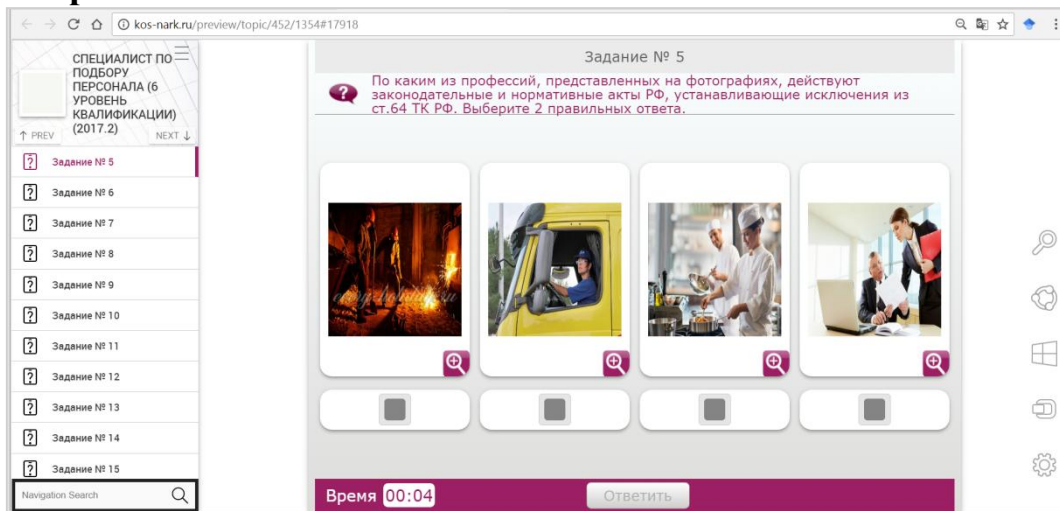 kos-nark.ru/preview/topic/452/1354#17918
СПЕЦИАЛИСТ ПО
ПОДБОРУ
ПЕРСОНАЛА (6
УРОВЕНЬ
КВАЛИФИКАЦИИ)
(2017.2)
↑ PREV
NEXT ↓
Задание № 5
Задание № 6
Задание № 7
Задание № 8
Задание № 9
Задание № 10
Задание № 11
Задание № 12
Задание № 13
Задание № 14
Задание № 15
Navigation Search
Задание № 5
По каким из профессий, представленных на фотографиях, действуют
законодательные и нормативные акты РФ, устанавливающие исключения из
ст.64 ТК РФ. Выберите 2 правильных ответа.
Время 00:04
Ответить